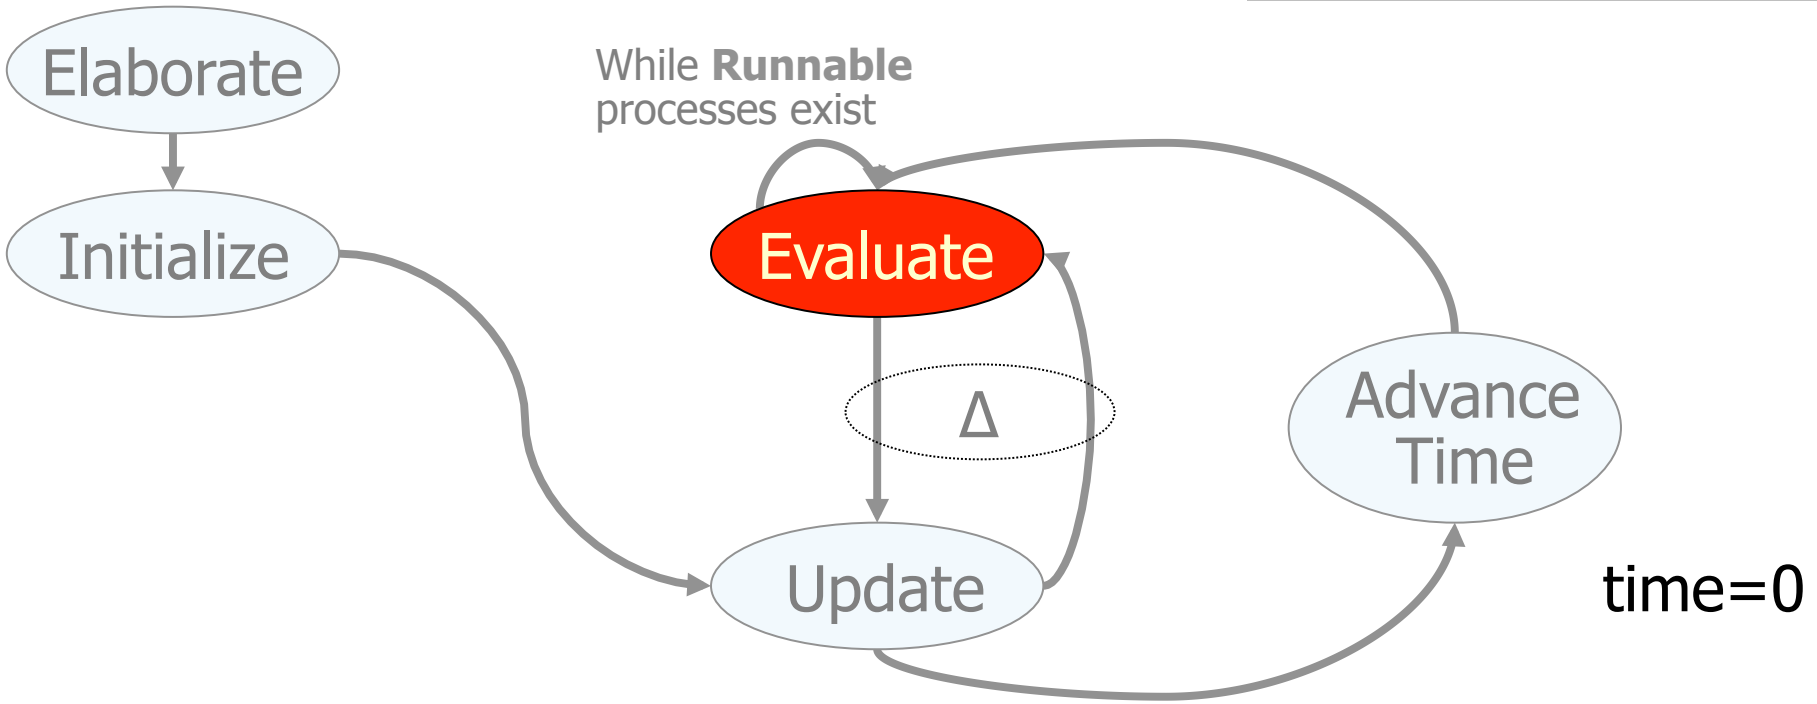 Elaborate
While Runnable
processes exist
Initialize
Evaluate
Δ
Advance
Time
Update
time=0